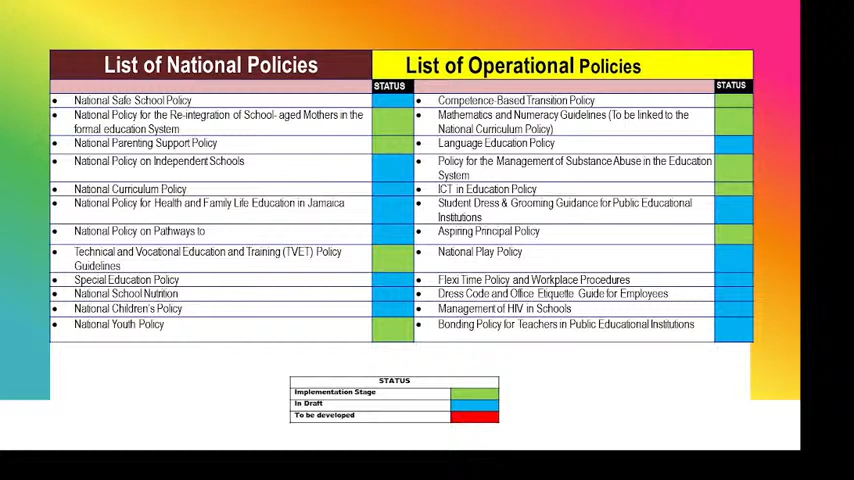 List of National Policies
List of Operational Policies
STATUS
STATUS
• National Safe School Policy
• Competence-Based Transition Policy
• National Policy for the Re-integration of School- aged Mothers in the
formal education System
• Mathematics and Numeracy Guidelines (To be linked to the
National Curriculum Policy)
• National Parenting Support Policy
• Language Education Policy
• National Policy on Independent Schools
• Policy for the Management of Substance Abuse in the Education
System
• National Curriculum Policy
• ICT in Education Policy
• National Policy for Health and Family Life Education in Jamaica
• Student Dress & Grooming Guidance for Public Educational
Institutions
• National Policy on Pathways to
• Aspiring Principal Policy
• Technical and Vocational Education and Training (TVET) Policy
Guidelines
• National Play Policy
• Special Education Policy
• Flexi Time Policy and Workplace Procedures
• National School Nutrition
• Dress Code and Office Etiquette Guide for Employees
• National Children's Policy
• Management of HIV in Schools
• National Youth Policy
• Bonding Policy for Teachers in Public Educational Institutions
STATUS
Implementation Stage
In Draft
To be developed